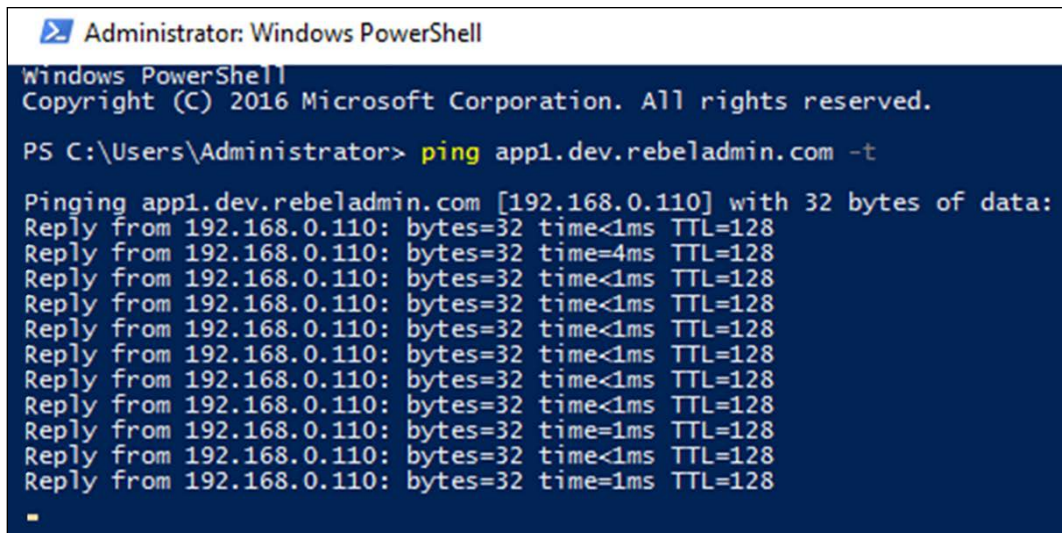 Administrator: Windows PowerShell
Windows PowerShell
Copyright (C) 2016 Microsoft Corporation. All rights reserved.
PS C:\Users\Administrator> ping app1.dev.rebeladmin.com -t
Pinging app1.dev.rebeladmin.com [192.168.0.110] with 32 bytes of data:
Reply from 192.168.0.110: bytes=32 time<1ms TTL=128
Reply from 192.168.0.110: bytes=32 time=4ms TTL=128
Reply from 192.168.0.110: bytes=32 time<1ms TTL=128
Reply from 192.168.0.110: bytes=32 time<1ms TTL=128
Reply from 192.168.0.110: bytes=32 time<1ms TTL=128
Reply from 192.168.0.110: bytes=32 time<1ms TTL=128
Reply from 192.168.0.110: bytes=32 time<1ms TTL=128
Reply from 192.168.0.110: bytes=32 time<1ms TTL=128
Reply from 192.168.0.110: bytes=32 time=1ms TTL=128
Reply from 192.168.0.110: bytes=32 time<1ms TTL=128
Reply from 192.168.0.110: bytes=32 time=1ms TTL=128